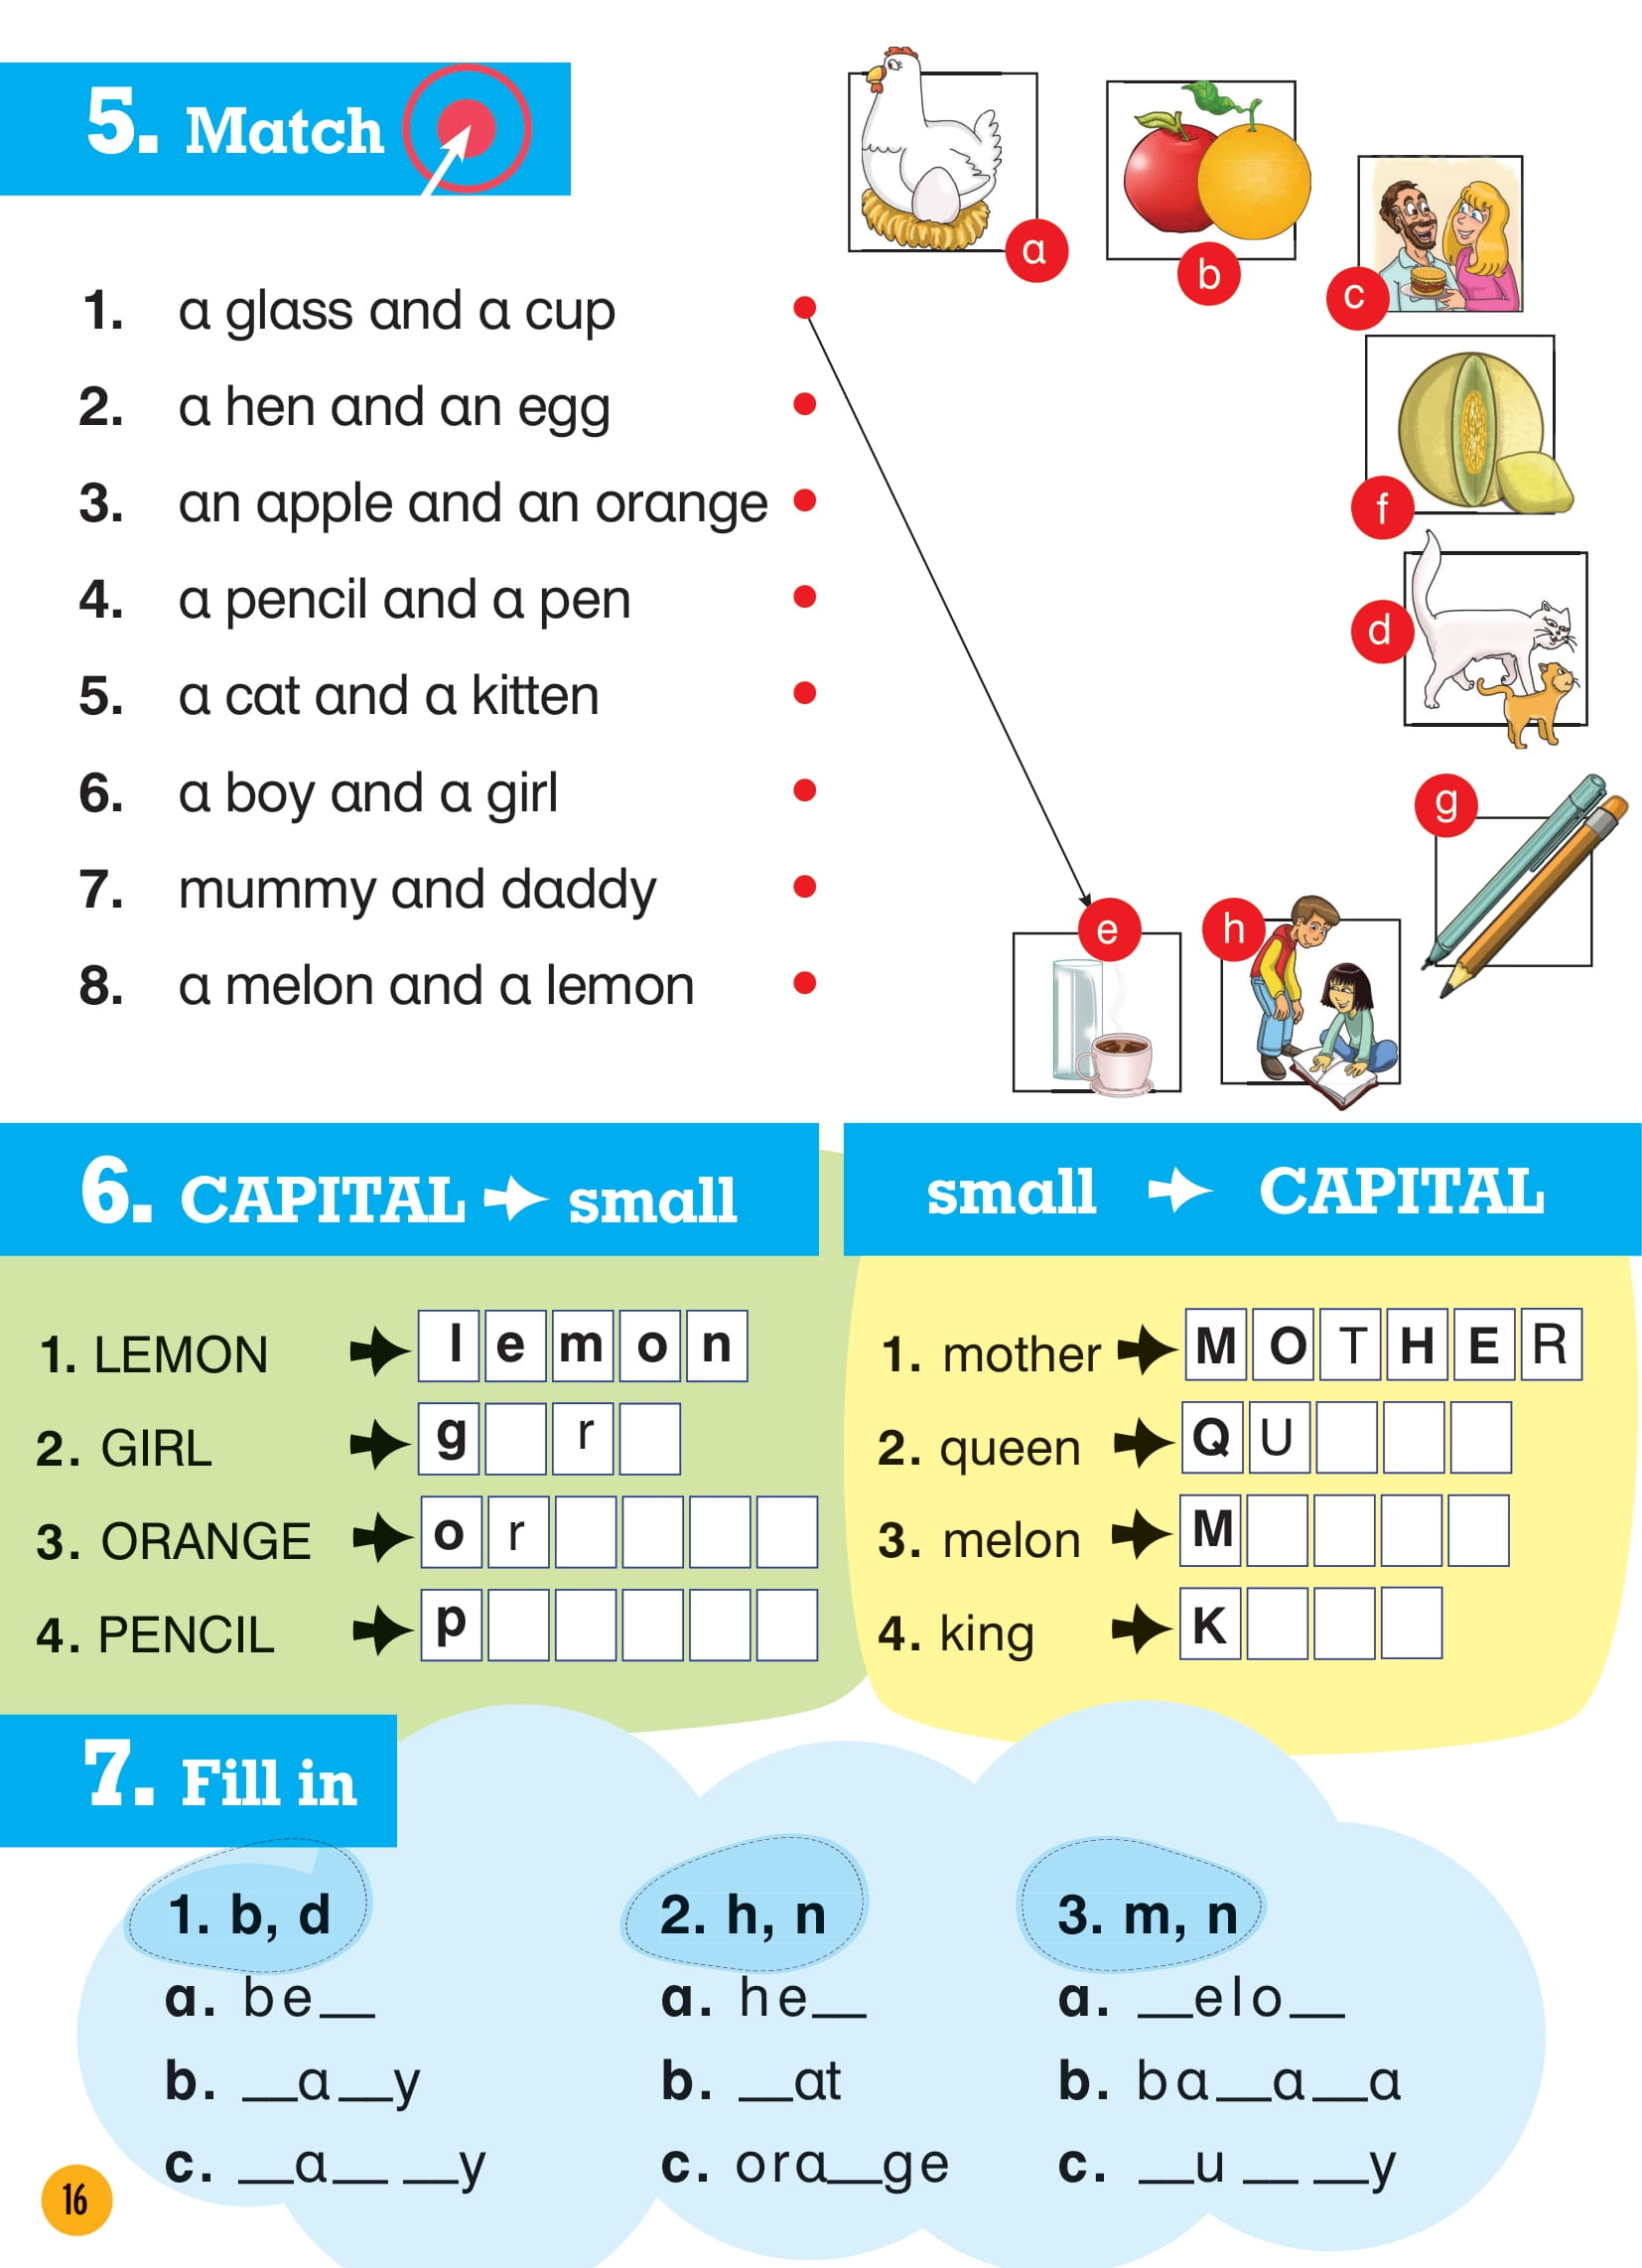 5. Match
a
b
c
1. a glass and a cup
2. a hen and an egg
3. an apple and an orange
f
4. a pencil and a pen
d
5. a cat and a kitten
6. a boy and a girl
g
7. mummy and daddy
e
h
8. a melon and a lemon
6. CAPITAL small
1. LEMON l e m o n
2. GIRL g r
3. ORANGE o r
4. PENCIL p
small CAPITAL
1. mother M O T H E R
2. queen Q U
3. melon M
4. king K
7. Fill in
1. b, d
a. be__
b. __a__y
c. __a__ __y
2. h, n
a. he__
b. __at
c. ora__ge
3. m, n
a. __elo__
b. ba__a__a
c. __u __ __y
16